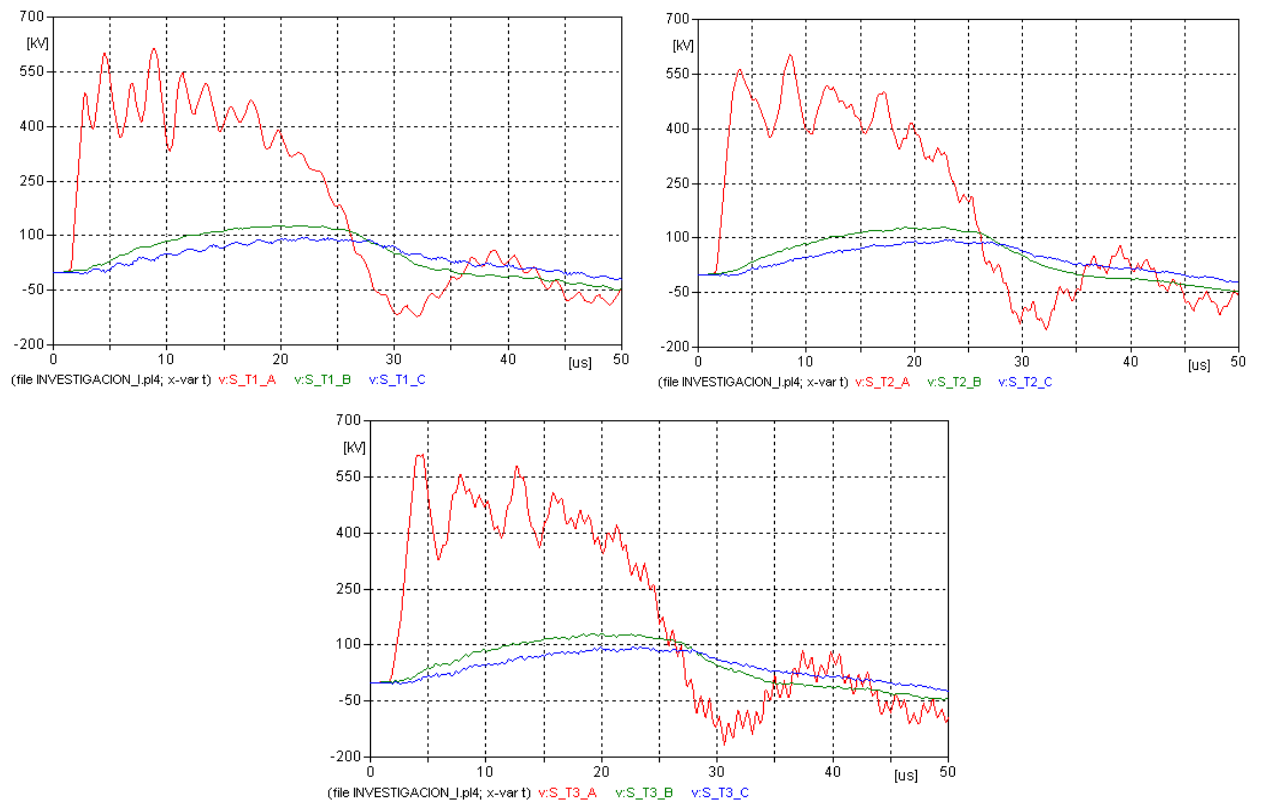 700
[kV]
550
400
250
100
-50
-200
0 10 20 30 40 [us] 50
(file INVESTIGACION_I.pl4; x-var t) v:S_T1_A v:S_T1_B v:S_T1_C
700
[kV]
550
400
250
100
-50
-200
0 10 20 30 40 [us] 50
(file INVESTIGACION_I.pl4; x-var t) v:S_T2_A v:S_T2_B v:S_T2_C
700
[kV]
550
400
250
100
-50
-200
0 10 20 30 40 [us] 50
(file INVESTIGACION_I.pl4; x-var t) v:S_T3_A v:S_T3_B v:S_T3_C